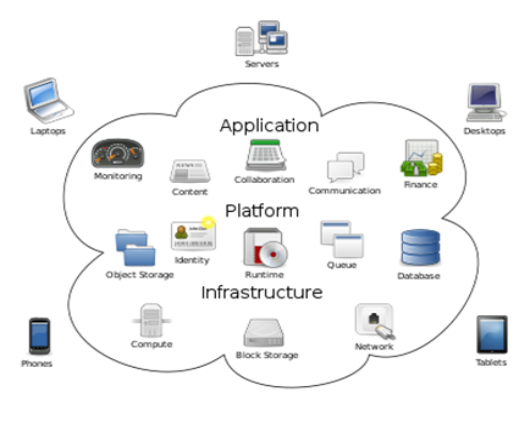 Servers
Laptops
Desktops
Application
Monitoring
Content
Collaboration
Communication
Finance
Platform
Object Storage
Identity
Runtime
Queue
Database
Infrastructure
Compute
Block Storage
Network
Phones
Tablets